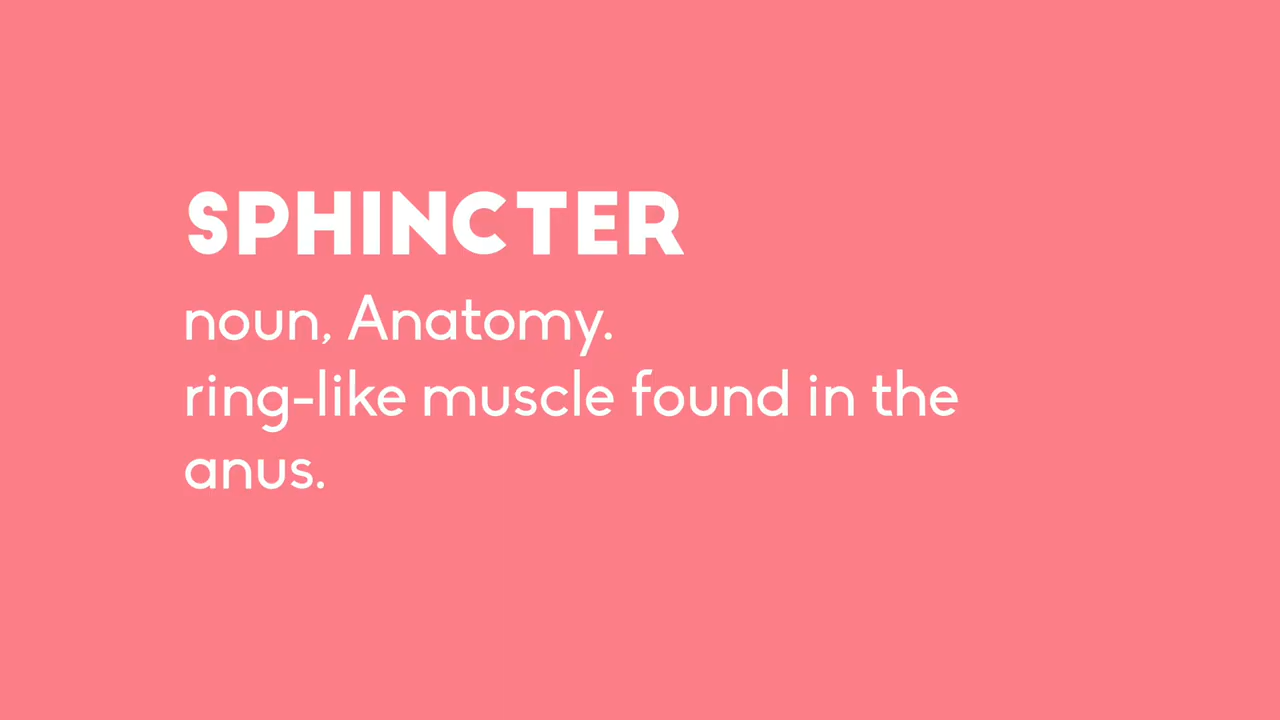 SPHINCTER
noun, Anatomy.
ring-like muscle found in the
anus.